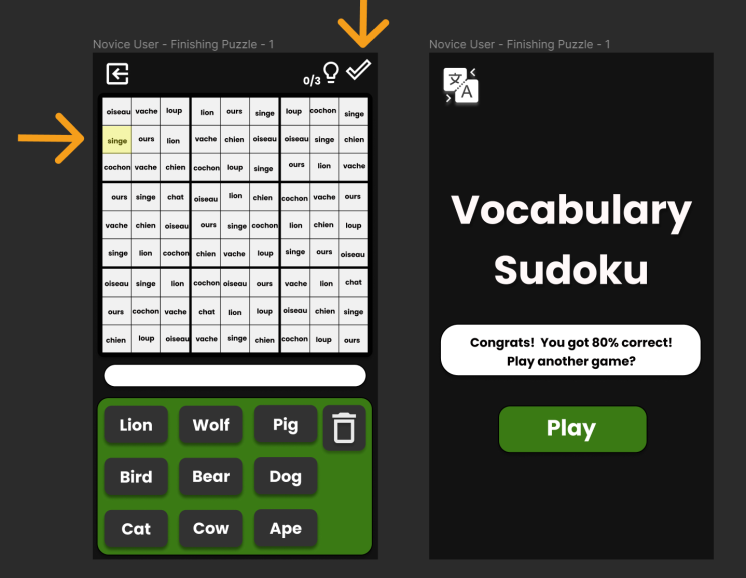 Novice User - Finishing Puzzle - 1
0/3
oiseau vache loup lion ours singe loup cochon singe
singe ours lion vache chien oiseau oiseau singe chien
cochon vache chien cochon loup singe ours lion vache
ours singe chat oiseau lion chien cochon vache ours
vache chien oiseau ours singe cochon lion chien loup
singe lion cochon chien vache loup singe ours oiseau
oiseau singe lion cochon oiseau ours vache lion chat
ours cochon vache chat lion loup oiseau chien singe
chien loup oiseau vache singe chien cochon loup ours
Lion Wolf Pig
Bird Bear Dog
Cat Cow Ape
Novice User - Finishing Puzzle - 1
文
A
Vocabulary
Sudoku
Congrats! You got 80% correct!
Play another game?
Play